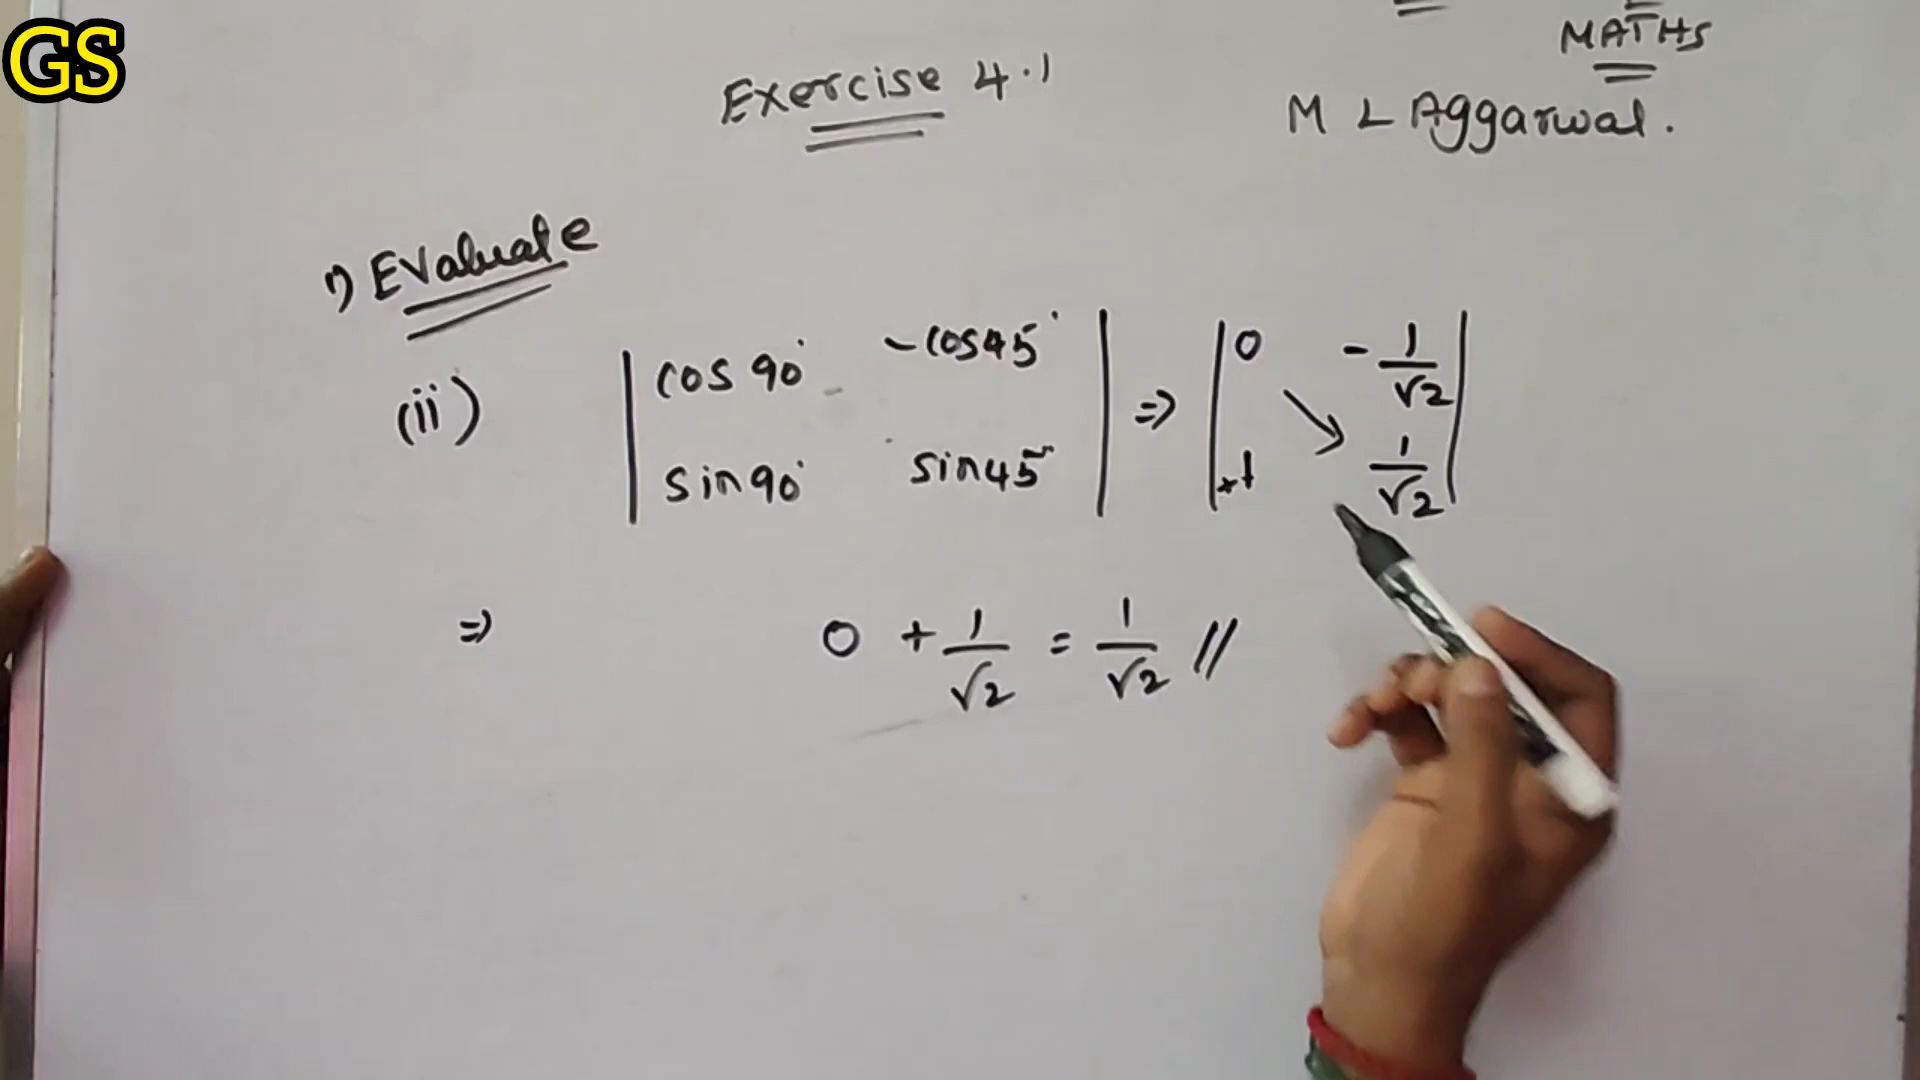 GS
MATHS
Exercise 4.1
M L Aggarwal.
1) Evaluate
(ii) | cos 90° -cos45° | => | 0 -1/√2 |
| sin90° sin45° | | +1 1/√2 |
=> 0 + 1/√2 = 1/√2 //